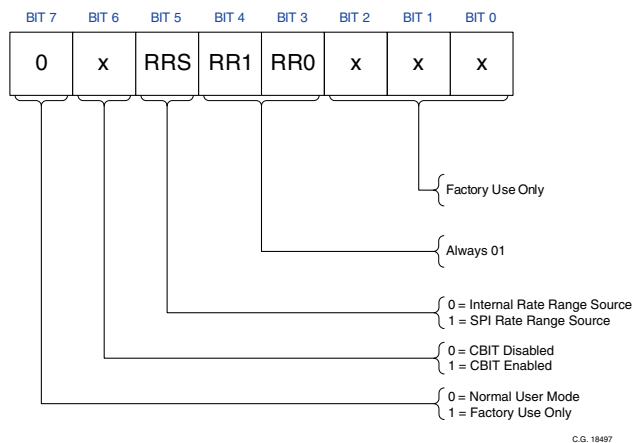 BIT 7 BIT 6 BIT 5 BIT 4 BIT 3 BIT 2 BIT 1 BIT 0
0 x RRS RR1 RR0 x x x
Factory Use Only
Always 01
0 = Internal Rate Range Source
1 = SPI Rate Range Source
0 = CBIT Disabled
1 = CBIT Enabled
0 = Normal User Mode
1 = Factory Use Only
C.G. 18497